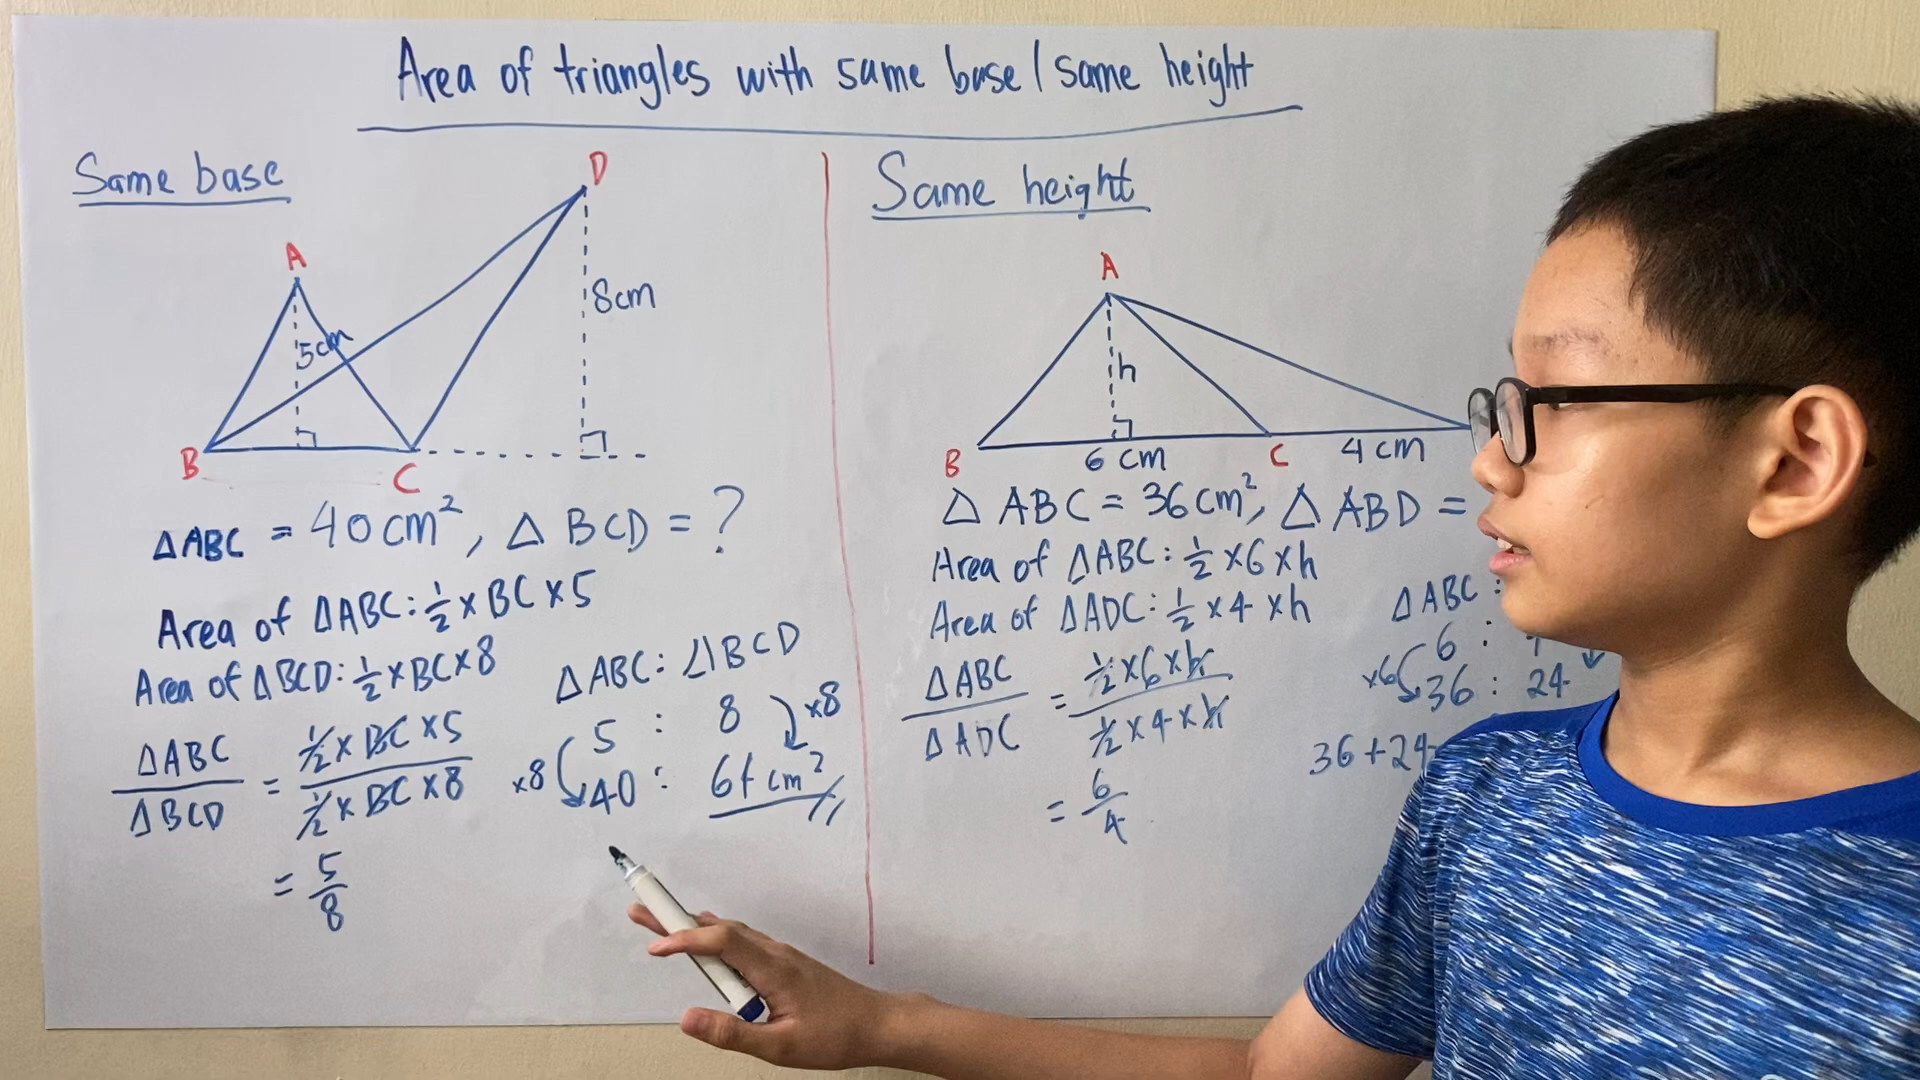 Area of triangles with same base / same height
Same base
D
A
8cm
5cm
B
C
ΔABC = 40cm², Δ BCD = ?
Area of ΔABC: ½ × BC × 5
Area of ΔBCD: ½ × BC × 8
ΔABC / ΔBCD = ½ × BC × 5 / ½ × BC × 8
= 5/8
ΔABC : ΔBCD
5 : 8 ×8
×8 40 : 64 cm²
Same height
A
h
B 6 cm C 4 cm
Δ ABC = 36cm², Δ ABD =
Area of ΔABC: ½ × 6 × h
Area of ΔADC: ½ × 4 × h
ΔABC / ΔADC = ½ × 6 × h / ½ × 4 × h
= 6/4
ΔABC :
6 :
×6 36 : 24
36 + 24